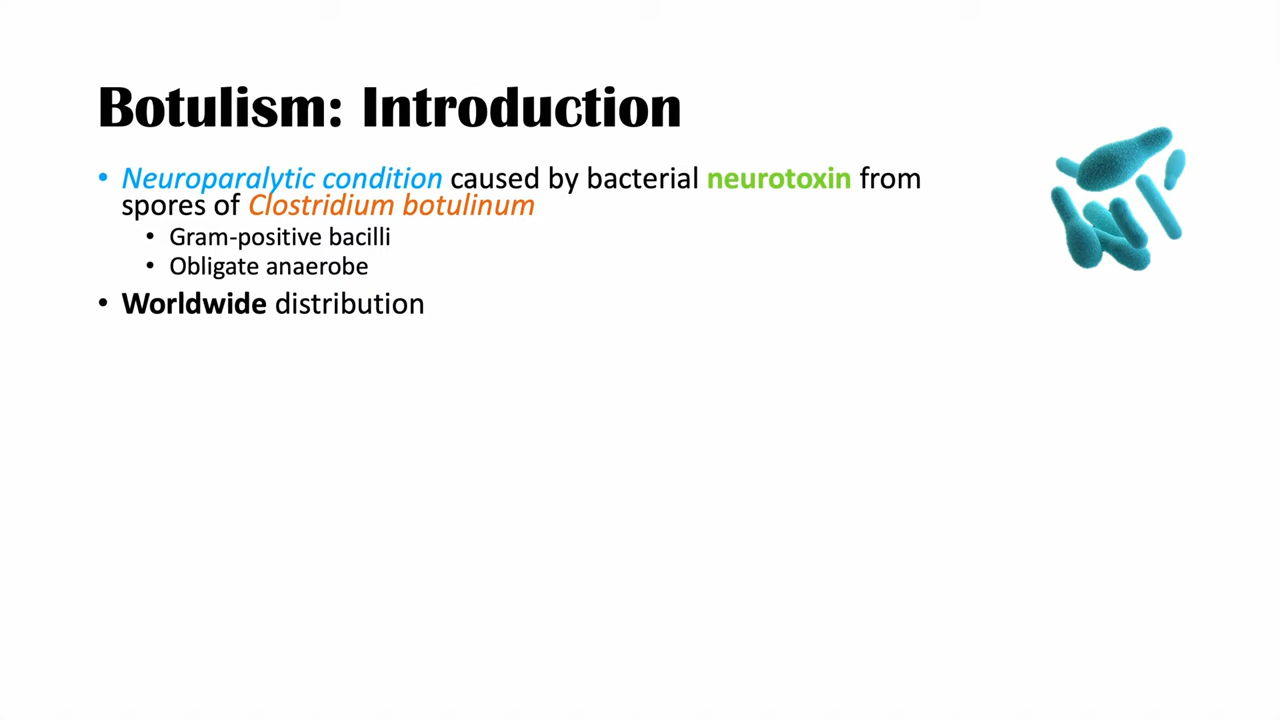 Botulism: Introduction
• Neuroparalytic condition caused by bacterial neurotoxin from
spores of Clostridium botulinum
• Gram-positive bacilli
• Obligate anaerobe
• Worldwide distribution